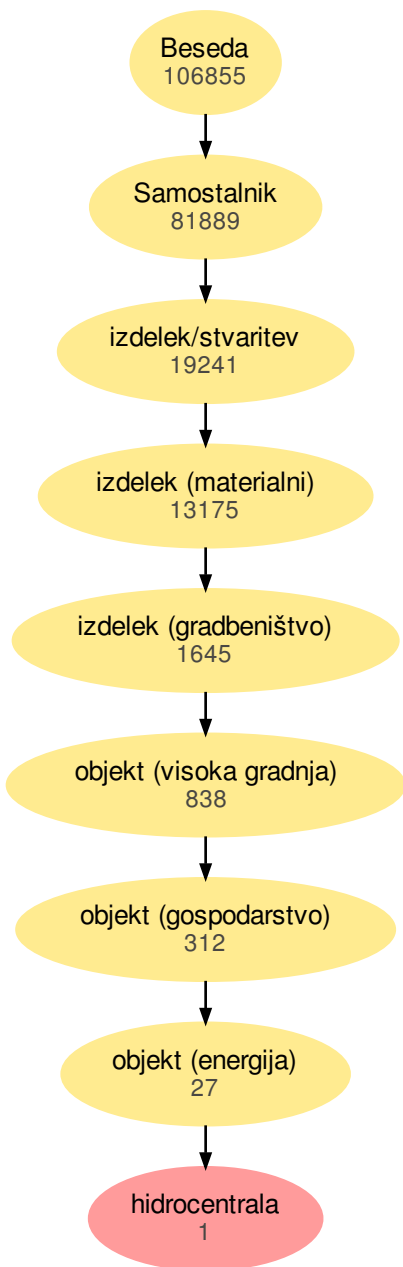 Beseda
106855
Samostalnik
81889
izdelek/stvaritev
19241
izdelek (materialni)
13175
izdelek (gradbeništvo)
1645
objekt (visoka gradnja)
838
objekt (gospodarstvo)
312
objekt (energija)
27
hidrocentrala
1